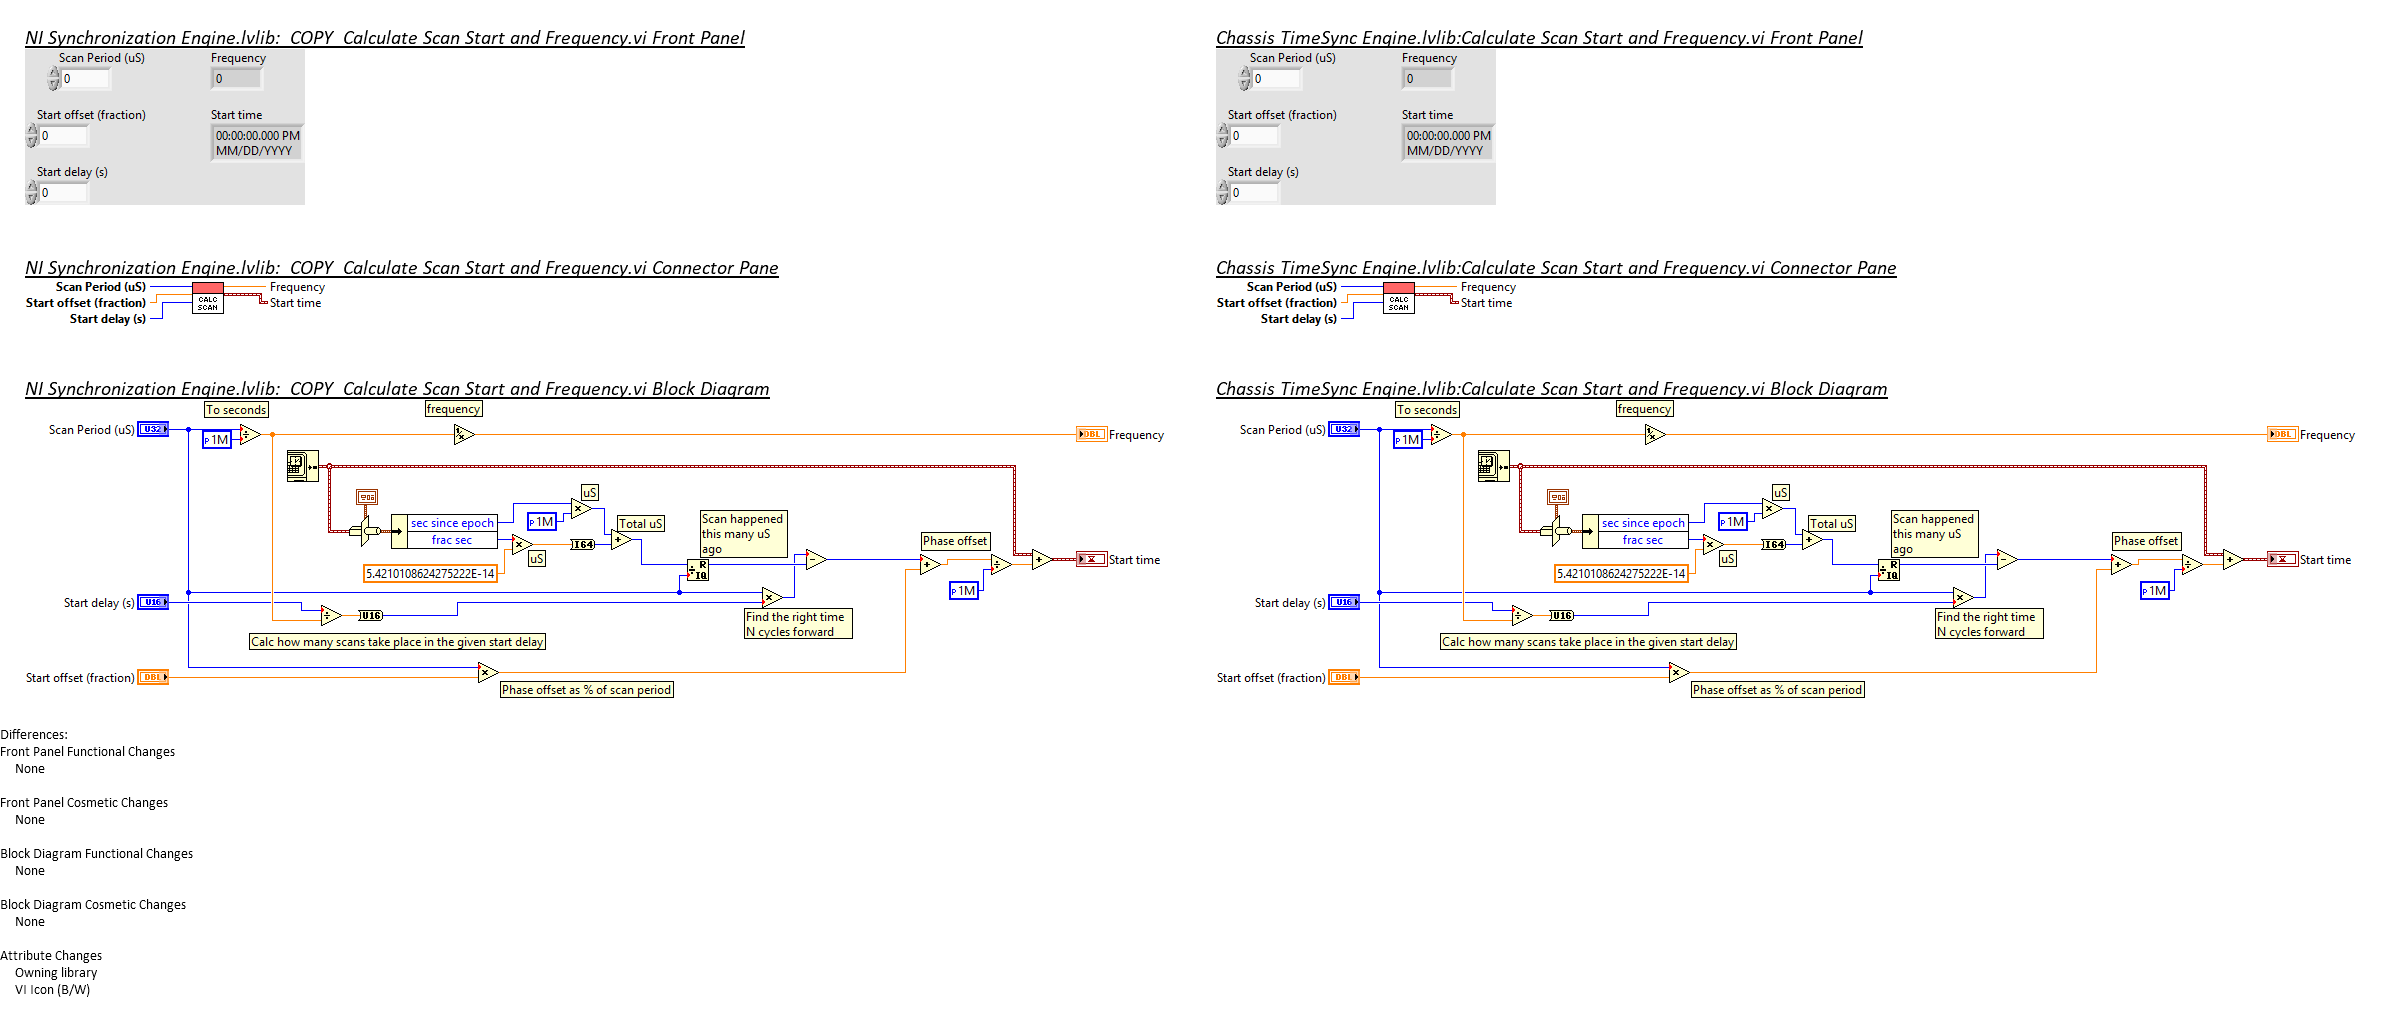 NI Synchronization Engine.lvlib:  COPY  Calculate Scan Start and Frequency.vi Front Panel
Scan Period (uS)
Frequency
0
0
Start offset (fraction)
Start time
0
00:00:00.000 PM
MM/DD/YYYY
Start delay (s)
0
NI Synchronization Engine.lvlib:  COPY  Calculate Scan Start and Frequency.vi Connector Pane
Scan Period (uS)
Frequency
Start offset (fraction)
CALC
SCAN
Start time
Start delay (s)
NI Synchronization Engine.lvlib:  COPY  Calculate Scan Start and Frequency.vi Block Diagram
To seconds
frequency
Scan Period (uS)
U32
1M
÷
1/x
DBL
Frequency
uS
x
1M
sec since epoch
frac sec
Total uS
+
x
uS
I64
Scan happened
this many uS
ago
Phase offset
5.4210108624275222E-14
R
÷IQ
-
+
÷
+
Start time
1M
Start delay (s)
U16
÷
U16
x
Find the right time
N cycles forward
Calc how many scans take place in the given start delay
Start offset (fraction)
DBL
x
Phase offset as % of scan period
Chassis TimeSync Engine.lvlib:Calculate Scan Start and Frequency.vi Front Panel
Scan Period (uS)
Frequency
0
0
Start offset (fraction)
Start time
0
00:00:00.000 PM
MM/DD/YYYY
Start delay (s)
0
Chassis TimeSync Engine.lvlib:Calculate Scan Start and Frequency.vi Connector Pane
Scan Period (uS)
Frequency
Start offset (fraction)
CALC
SCAN
Start time
Start delay (s)
Chassis TimeSync Engine.lvlib:Calculate Scan Start and Frequency.vi Block Diagram
To seconds
frequency
Scan Period (uS)
U32
1M
÷
1/x
DBL
Frequency
uS
x
1M
sec since epoch
frac sec
Total uS
+
x
uS
I64
Scan happened
this many uS
ago
Phase offset
5.4210108624275222E-14
R
÷IQ
-
+
÷
+
Start time
1M
Start delay (s)
U16
÷
U16
x
Find the right time
N cycles forward
Calc how many scans take place in the given start delay
Start offset (fraction)
DBL
x
Phase offset as % of scan period
Differences:
Front Panel Functional Changes
None
Front Panel Cosmetic Changes
None
Block Diagram Functional Changes
None
Block Diagram Cosmetic Changes
None
Attribute Changes
Owning library
VI Icon (B/W)